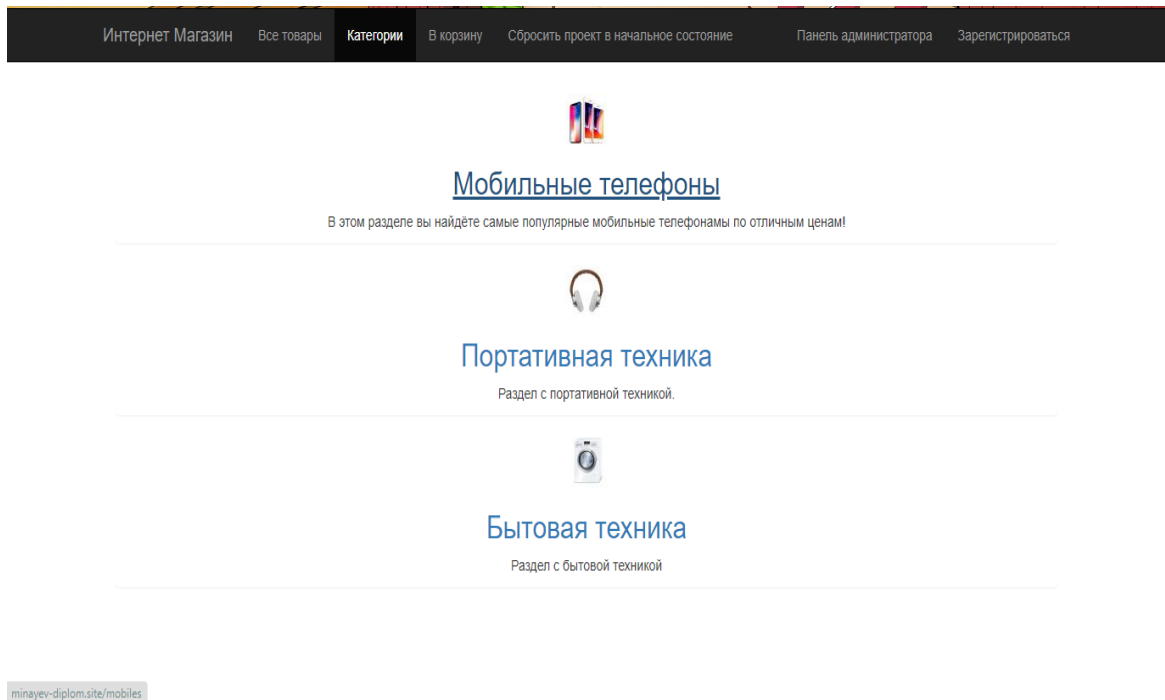 Интернет Магазин Все товары Категории В корзину Сбросить проект в начальное состояние Панель администратора Зарегистрироваться
Мобильные телефоны
В этом разделе вы найдёте самые популярные мобильные телефонамы по отличным ценам!
Портативная техника
Раздел с портативной техникой.
Бытовая техника
Раздел с бытовой техникой
minayev-diplom.site/mobiles